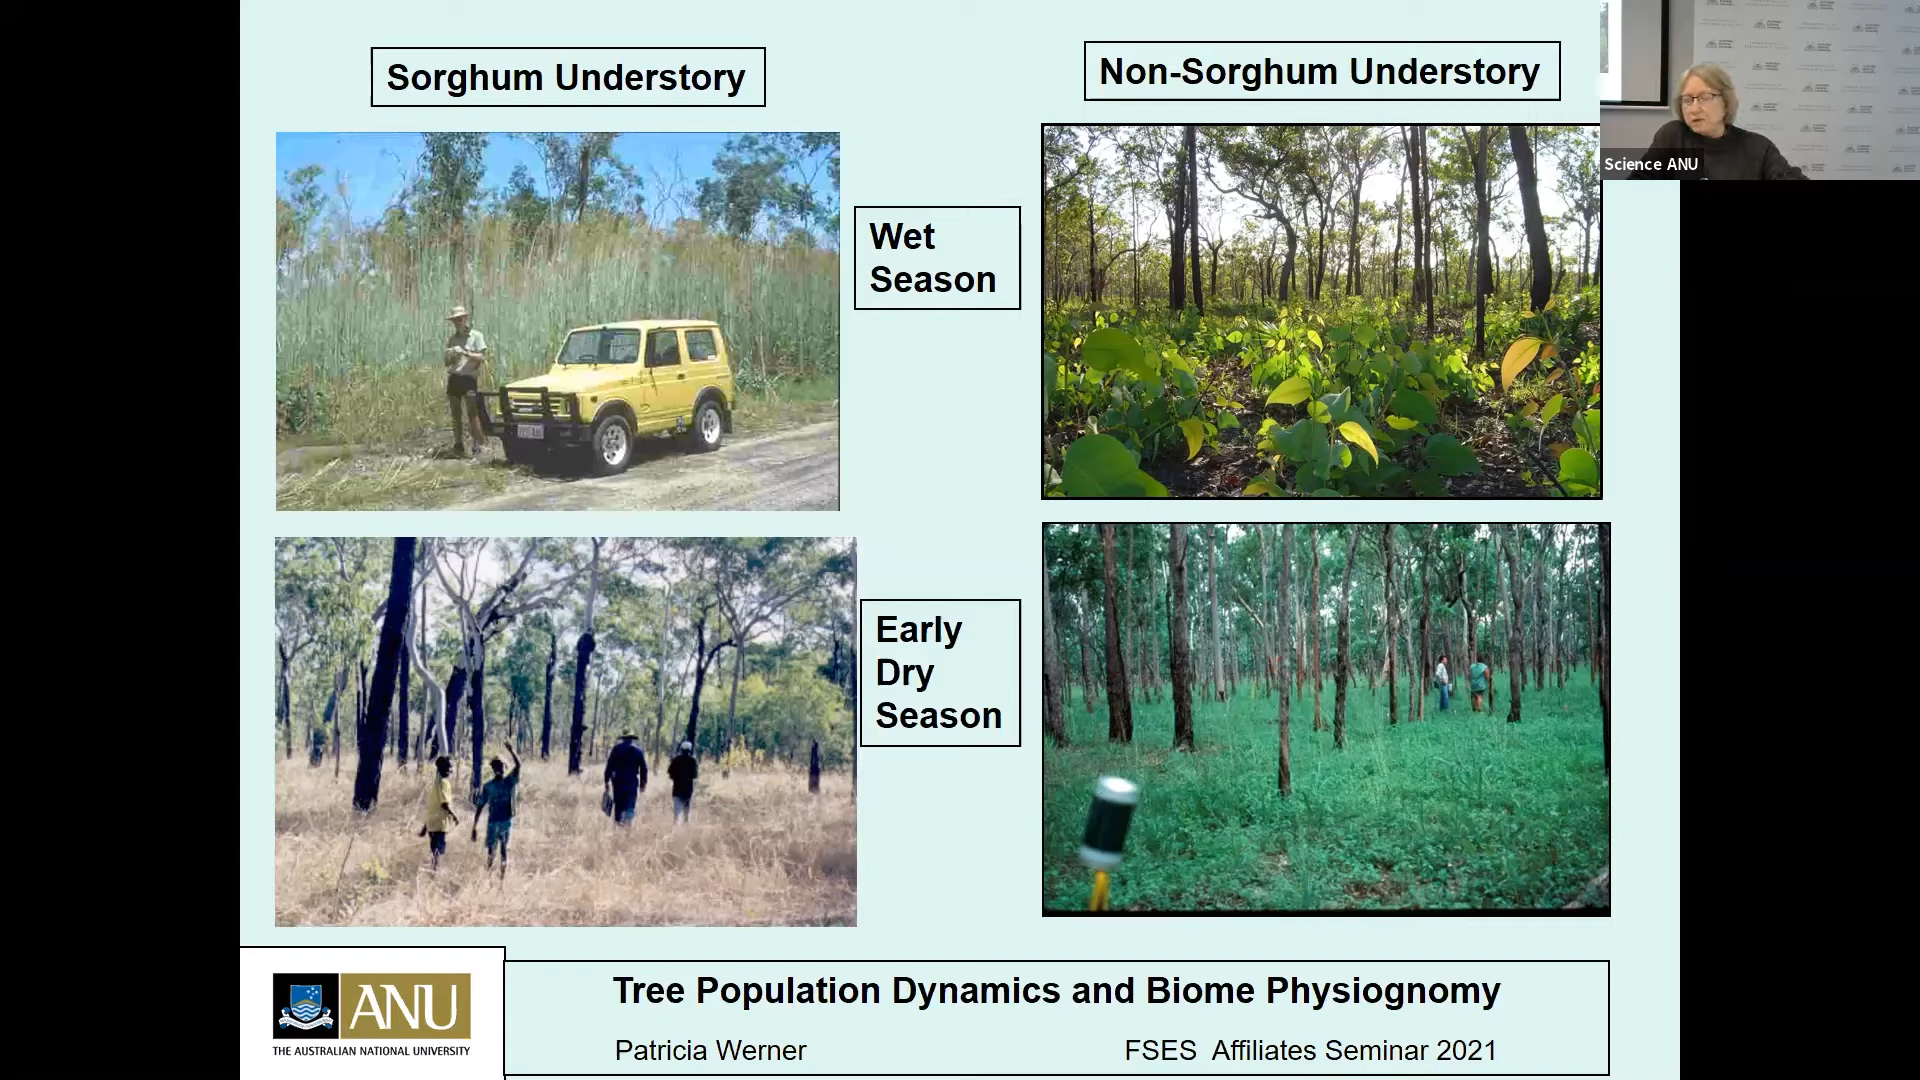 Sorghum Understory
Non-Sorghum Understory
Science ANU
Wet
Season
Early
Dry
Season
ANU
THE AUSTRALIAN NATIONAL UNIVERSITY
Tree Population Dynamics and Biome Physiognomy
Patricia Werner
FSES Affiliates Seminar 2021